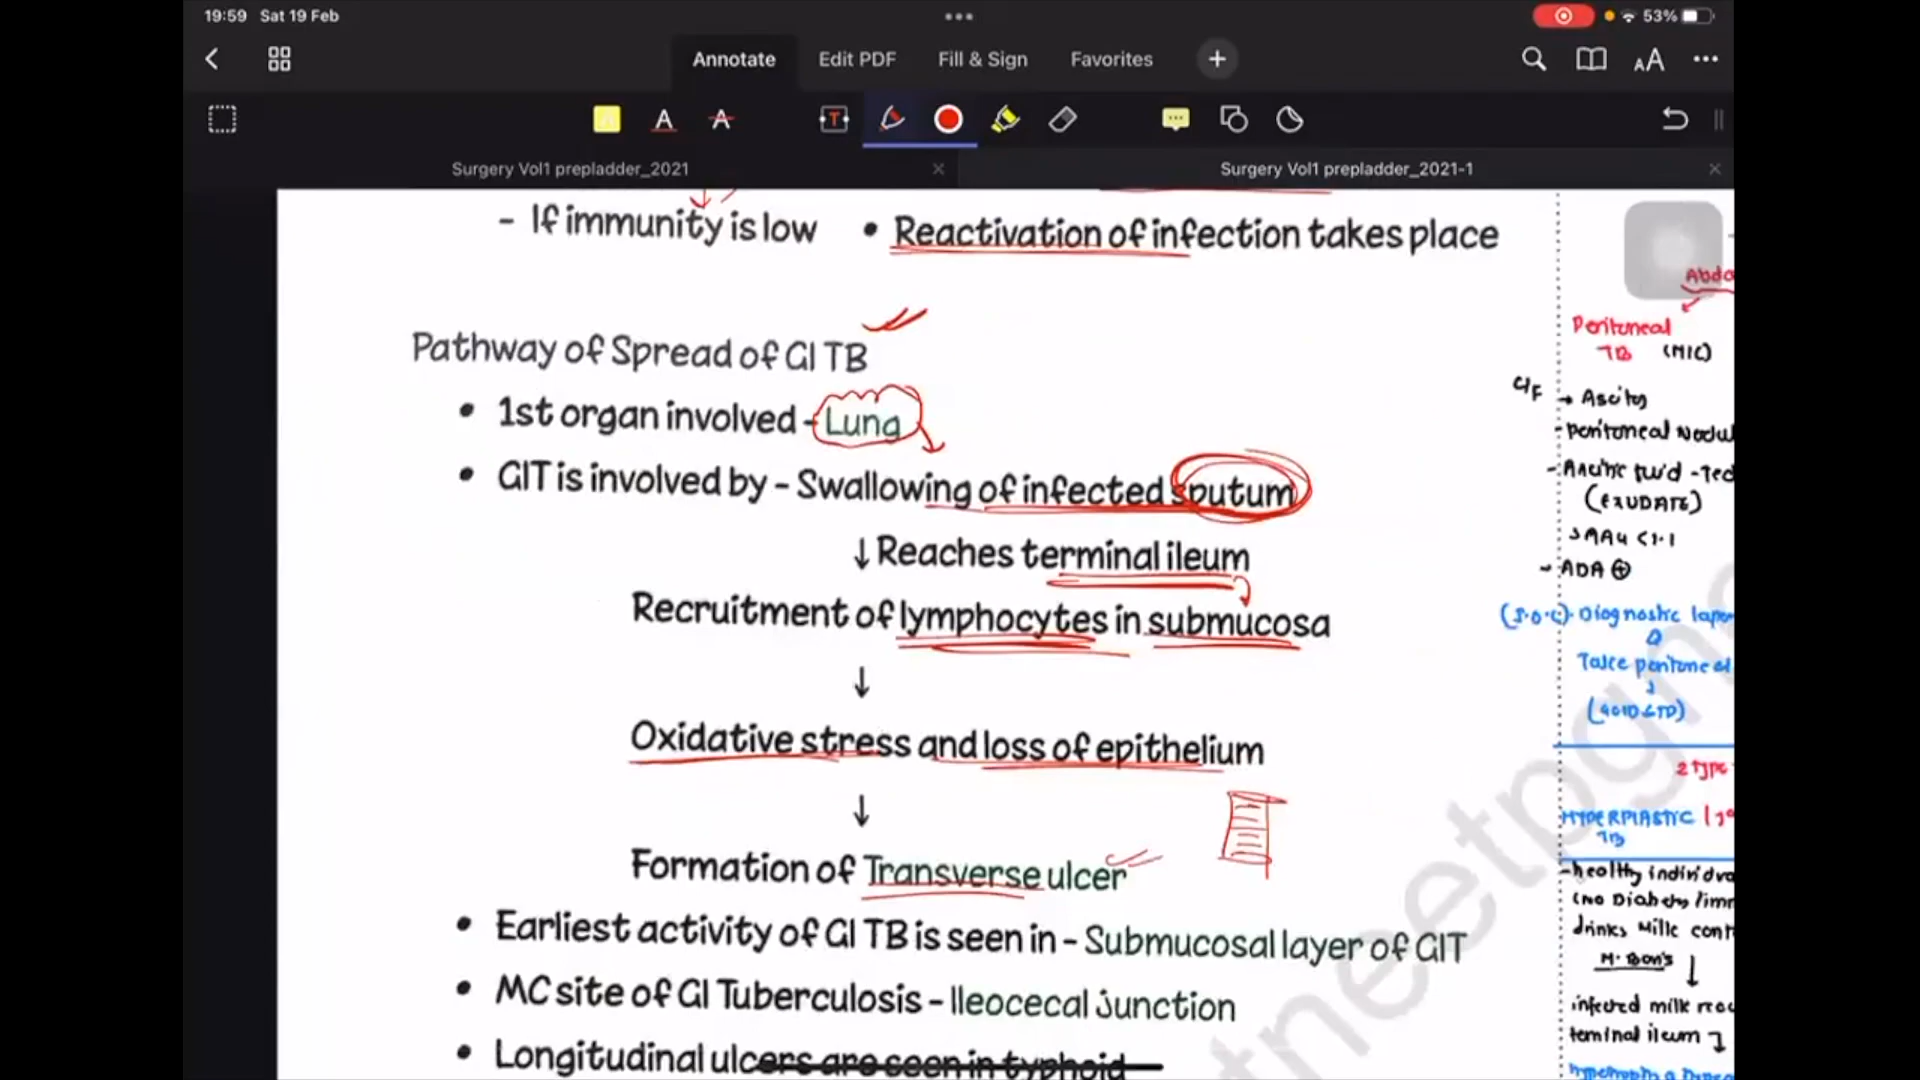 19:59 Sat 19 Feb
53%
Annotate Edit PDF Fill & Sign Favorites
Surgery Vol1 prepladder_2021
Surgery Vol1 prepladder_2021-1
- If immunity is low • Reactivation of infection takes place
Pathway of Spread of GI TB
• 1st organ involved - Lung
• GIT is involved by - Swallowing of infected sputum
↓ Reaches terminal ileum
Recruitment of lymphocytes in submucosa
↓
Oxidative stress and loss of epithelium
↓
Formation of Transverse ulcer
• Earliest activity of GI TB is seen in - Submucosal layer of GIT
• MC site of GI Tuberculosis - Ileocecal junction
• Longitudinal ulcers are seen in typhoid
Peritoneal
TB (MIC)
C/F → Ascites
- Peritoneal Nodul
(EXUDATE)
- ADA ⊕
Diagnostic
Take
2 Type
HYPERPLASTIC
TB
- healthy
drinks Milk
M. Bovis ↓
infected milk